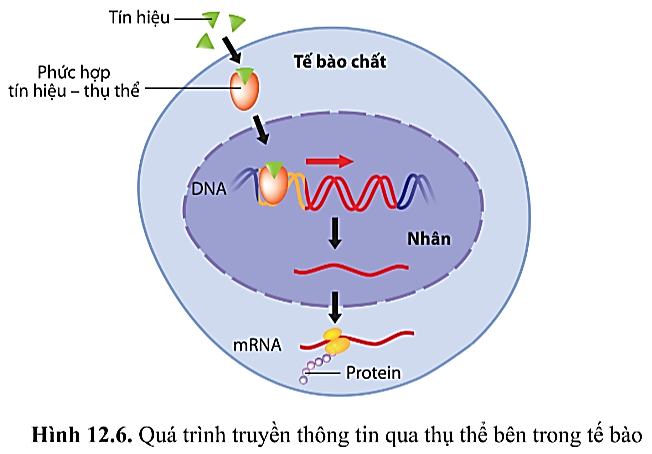 Tín hiệu
Tế bào chất
Phức hợp
tín hiệu – thụ thể
DNA
Nhân
mRNA
Protein
Hình 12.6. Quá trình truyền thông tin qua thụ thể bên trong tế bào